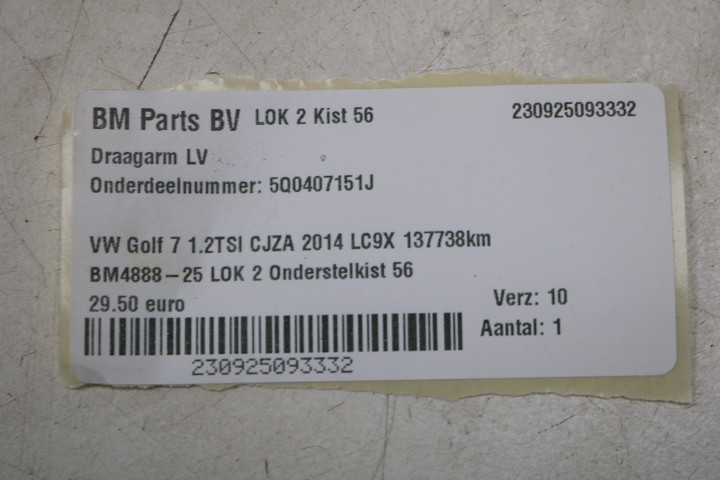 BM Parts BV LOK 2 Kist 56 230925093332
Draagarm LV
Onderdeelnummer: 5Q0407151J
VW Golf 7 1.2TSI CJZA 2014 LC9X 137738km
BM4888-25 LOK 2 Onderstelkist 56
29.50 euro Verz: 10
Aantal: 1
230925093332